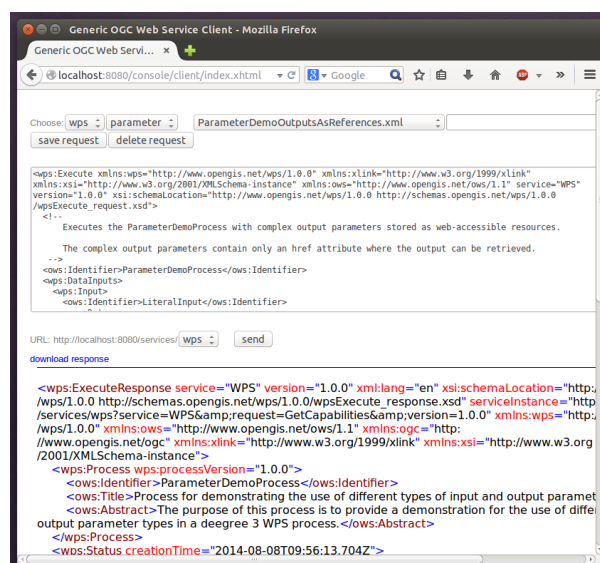 Generic OGC Web Service Client - Mozilla Firefox
Generic OGC Web Servi... ×
localhost:8080/console/client/index.xhtml Google ABP »
Choose: wps parameter ParameterDemoOutputsAsReferences.xml
save request delete request
<wps:Execute xmlns:wps="http://www.opengis.net/wps/1.0.0" xmlns:xlink="http://www.w3.org/1999/xlink"
xmlns:xsi="http://www.w3.org/2001/XMLSchema-instance" xmlns:ows="http://www.opengis.net/ows/1.1" service="WPS"
version="1.0.0" xsi:schemaLocation="http://www.opengis.net/wps/1.0.0 http://schemas.opengis.net/wps/1.0.0
/wpsExecute_request.xsd">
<!--
Executes the ParameterDemoProcess with complex output parameters stored as web-accessible resources.
The complex output parameters contain only an href attribute where the output can be retrieved.
-->
<ows:Identifier>ParameterDemoProcess</ows:Identifier>
<wps:DataInputs>
<wps:Input>
<ows:Identifier>LiteralInput</ows:Identifier>
URL: http://localhost:8080/services/ wps send
download response
<wps:ExecuteResponse service="WPS" version="1.0.0" xml:lang="en" xsi:schemaLocation="http:/
/wps/1.0.0 http://schemas.opengis.net/wps/1.0.0/wpsExecute_response.xsd" serviceInstance="http
/services/wps?service=WPS&amp;request=GetCapabilities&amp;version=1.0.0" xmlns:wps="http:/
/wps/1.0.0" xmlns:ows="http://www.opengis.net/ows/1.1" xmlns:ogc="http:
//www.opengis.net/ogc" xmlns:xlink="http://www.w3.org/1999/xlink" xmlns:xsi="http://www.w3.org
/2001/XMLSchema-instance">
<wps:Process wps:processVersion="1.0.0">
<ows:Identifier>ParameterDemoProcess</ows:Identifier>
<ows:Title>Process for demonstrating the use of different types of input and output paramet
<ows:Abstract>The purpose of this process is to provide a demonstration for the use of diffe
output parameter types in a deegree 3 WPS process.</ows:Abstract>
</wps:Process>
<wps:Status creationTime="2014-08-08T09:56:13.704Z">